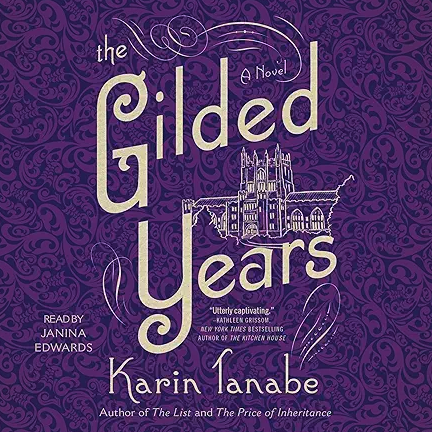 the
Gilded
A Novel
Years
"Utterly captivating."
—KATHLEEN GRISSOM,
NEW YORK TIMES BESTSELLING
AUTHOR OF THE KITCHEN HOUSE
READ BY
JANINA
EDWARDS
Karin Tanabe
Author of The List and The Price of Inheritance